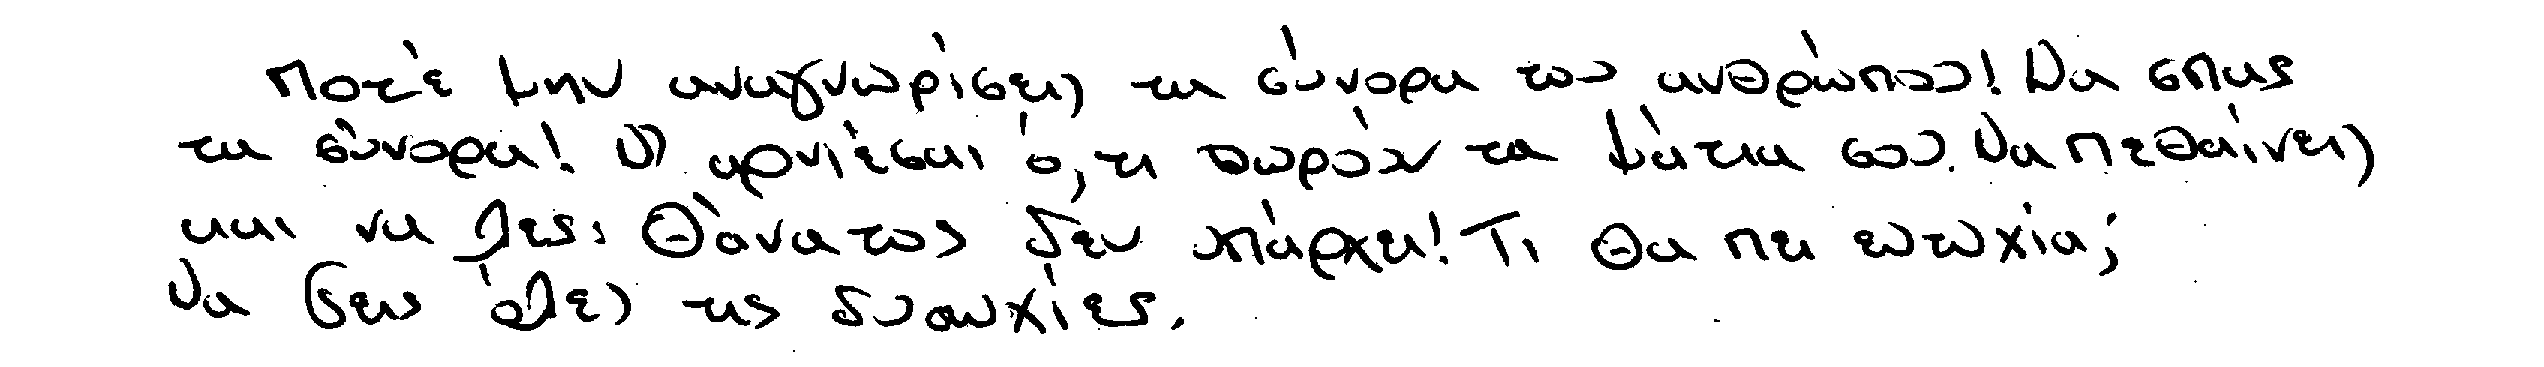 Ποτέ μην αναγνωρίσεις τα σύνορα του ανθρώπου! Να σπας
τα σύνορα! Ν' αρνιέσαι ό,τι θωρούν τα μάτια σου. Να πεθαίνεις
και να λες: Θάνατος δεν υπάρχει! Τι θα πει ευτυχία;
Να ζεις όλες τις δυστυχίες.